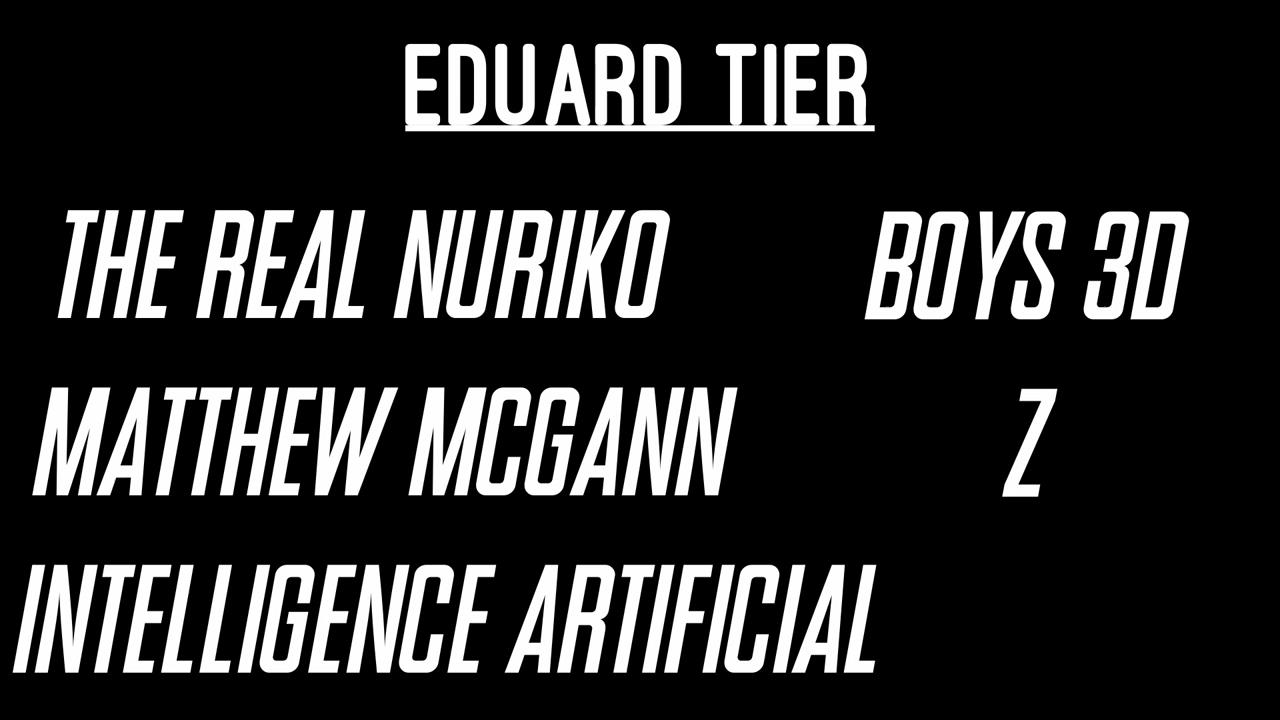 EDUARD TIER
THE REAL NURIKO
BOYS 3D
MATTHEW MCGANN
Z
INTELLIGENCE ARTIFICIAL